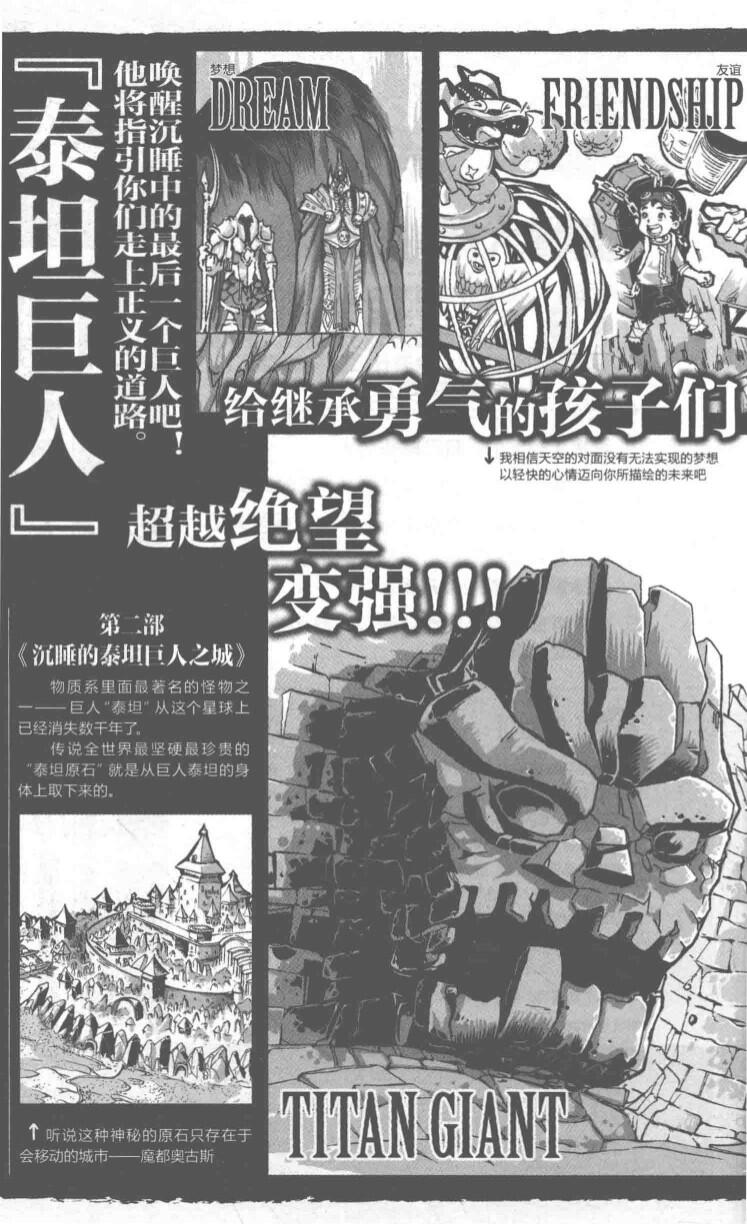 『泰坦巨人』
唤醒沉睡中的最后一个巨人吧！
他将指引你们走上正义的道路。
梦想
DREAM
友谊
FRIENDSHIP
给继承勇气的孩子们
↓我相信天空的对面没有无法实现的梦想
以轻快的心情迈向你所描绘的未来吧
超越绝望
变强!!!
第二部
《沉睡的泰坦巨人之城》
物质系里面最著名的怪物之
一——巨人“泰坦”从这个星球上
已经消失数千年了。
传说全世界最坚硬最珍贵的
“泰坦原石”就是从巨人泰坦的身
体上取下来的。
↑听说这种神秘的原石只存在于
会移动的城市——魔都奥古斯
TITAN GIANT